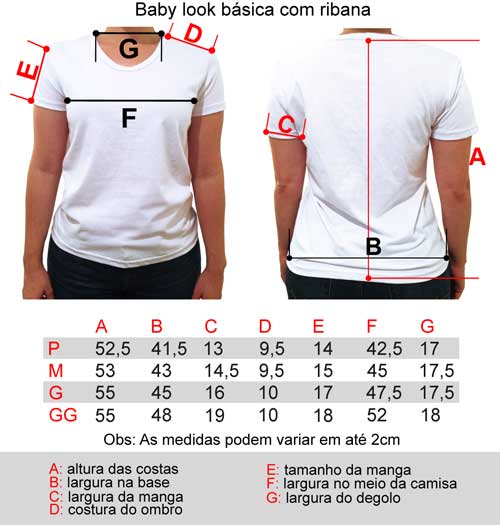 Baby look básica com ribana
G
D
E
F
C
A
B
A B C D E F G
P 52,5 41,5 13 9,5 14 42,5 17
M 53 43 14,5 9,5 15 45 17,5
G 55 45 16 10 17 47,5 17,5
GG 55 48 19 10 18 52 18
Obs: As medidas podem variar em até 2cm
A: altura das costas
B: largura na base
C: largura da manga
D: costura do ombro
E: tamanho da manga
F: largura no meio da camisa
G: largura do degolo